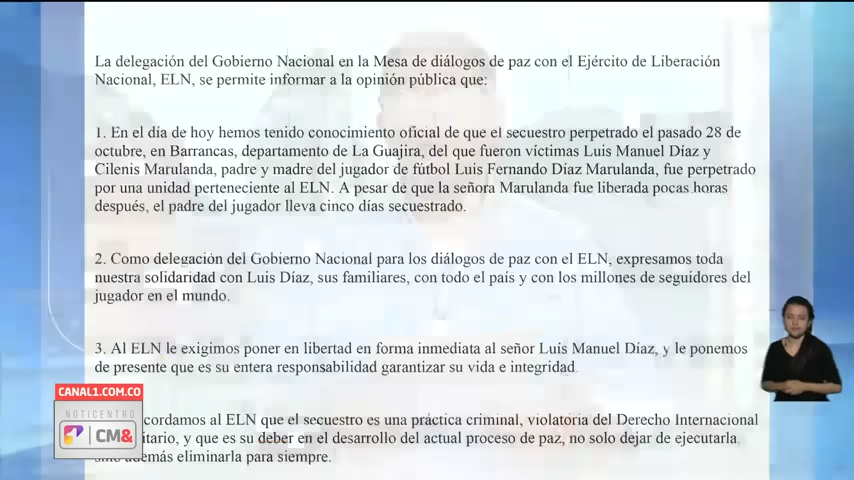 La delegación del Gobierno Nacional en la Mesa de diálogos de paz con el Ejército de Liberación
Nacional, ELN, se permite informar a la opinión pública que:
1. En el día de hoy hemos tenido conocimiento oficial de que el secuestro perpetrado el pasado 28 de
octubre, en Barrancas, departamento de La Guajira, del que fueron víctimas Luis Manuel Díaz y
Cilenis Marulanda, padre y madre del jugador de fútbol Luis Fernando Díaz Marulanda, fue perpetrado
por una unidad perteneciente al ELN. A pesar de que la señora Marulanda fue liberada pocas horas
después, el padre del jugador lleva cinco días secuestrado.
2. Como delegación del Gobierno Nacional para los diálogos de paz con el ELN, expresamos toda
nuestra solidaridad con Luis Díaz, sus familiares, con todo el país y con los millones de seguidores del
jugador en el mundo.
3. Al ELN le exigimos poner en libertad en forma inmediata al señor Luis Manuel Díaz, y le ponemos
de presente que es su entera responsabilidad garantizar su vida e integridad.
cordamos al ELN que el secuestro es una práctica criminal, violatoria del Derecho Internacional
itario, y que es su deber en el desarrollo del actual proceso de paz, no solo dejar de ejecutarla,
sino además eliminarla para siempre.
CANAL1.COM.CO
NOTICENTRO
1 CM&